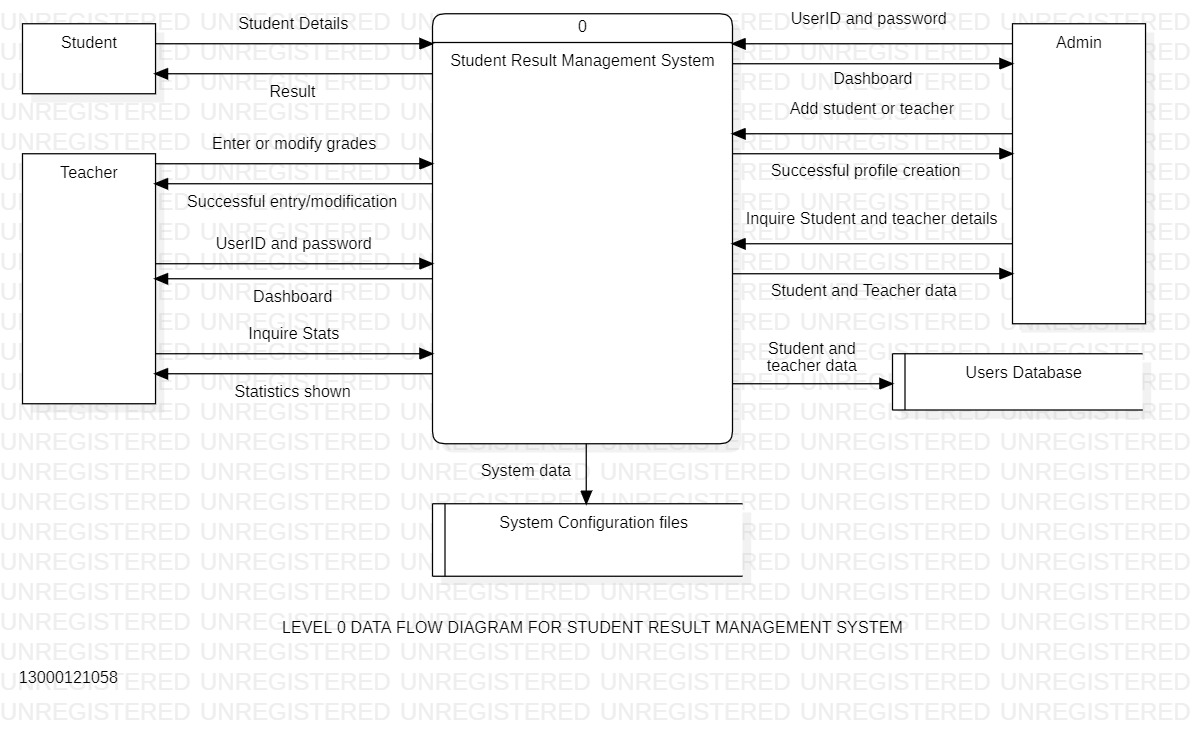 Student Details
0
UserID and password
Student
Admin
Student Result Management System
Result
Dashboard
Add student or teacher
Enter or modify grades
Teacher
Successful profile creation
Successful entry/modification
Inquire Student and teacher details
UserID and password
Dashboard
Student and Teacher data
Inquire Stats
Student and
teacher data
Users Database
Statistics shown
System data
System Configuration files
LEVEL 0 DATA FLOW DIAGRAM FOR STUDENT RESULT MANAGEMENT SYSTEM
13000121058
UNREGISTERED UNREGISTERED UNREGISTERED UNREGISTERED UNREGISTERED UNREGISTERED